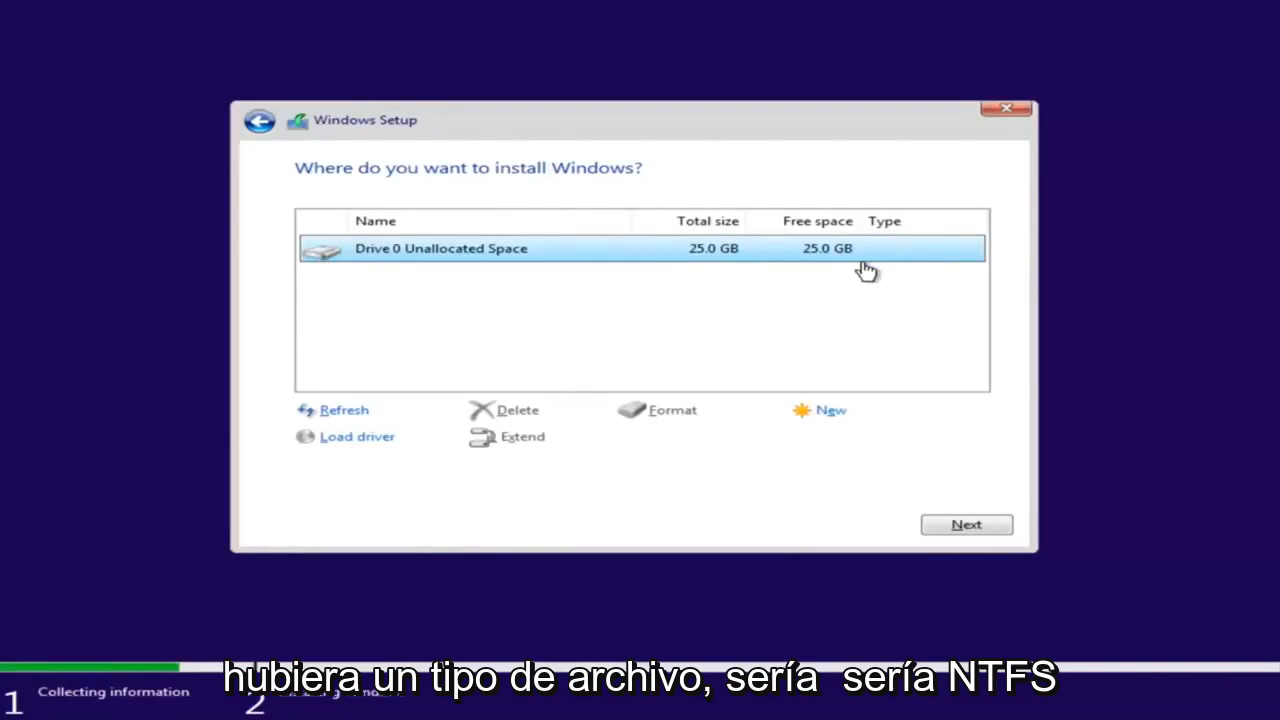 Windows Setup
Where do you want to install Windows?
Name Total size Free space Type
Drive 0 Unallocated Space 25.0 GB 25.0 GB
Refresh Delete Format New
Load driver Extend
Next
hubiera un tipo de archivo, sería sería NTFS
1 Collecting information 2